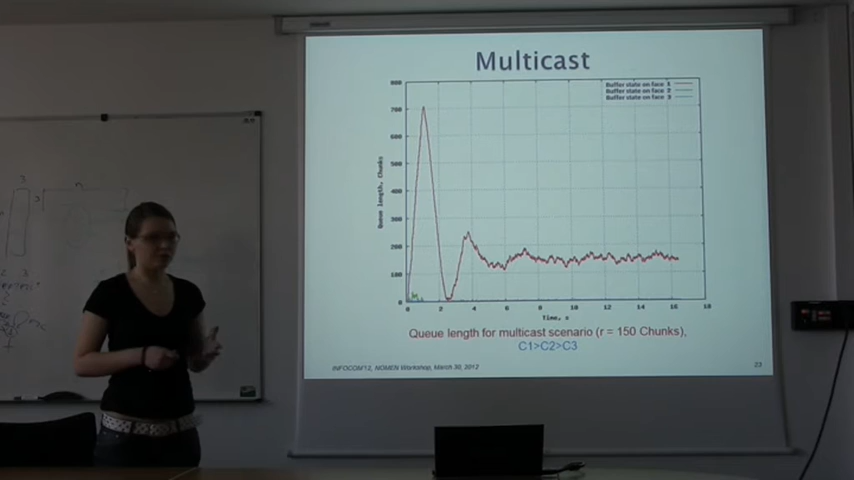 Multicast
800
Buffer state on face 1
Buffer state on face 2
Buffer state on face 3
700
600
500
400
300
200
100
0
Queue length, Chunks
0 2 4 6 8 10 12 14 16 18
Time, s
Queue length for multicast scenario (r = 150 Chunks),
C1>C2>C3
INFOCOM'12, NOMEN Workshop, March 30, 2012
23